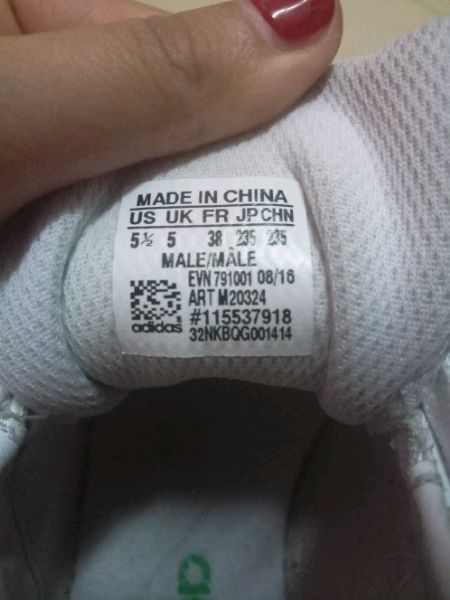 MADE IN CHINA
US UK FR JP CHN
5½ 5 38 235 235
MALE/MÂLE
EVN 791001 08/16
ART M20324
#115537918
adidas
32NKBQG001414